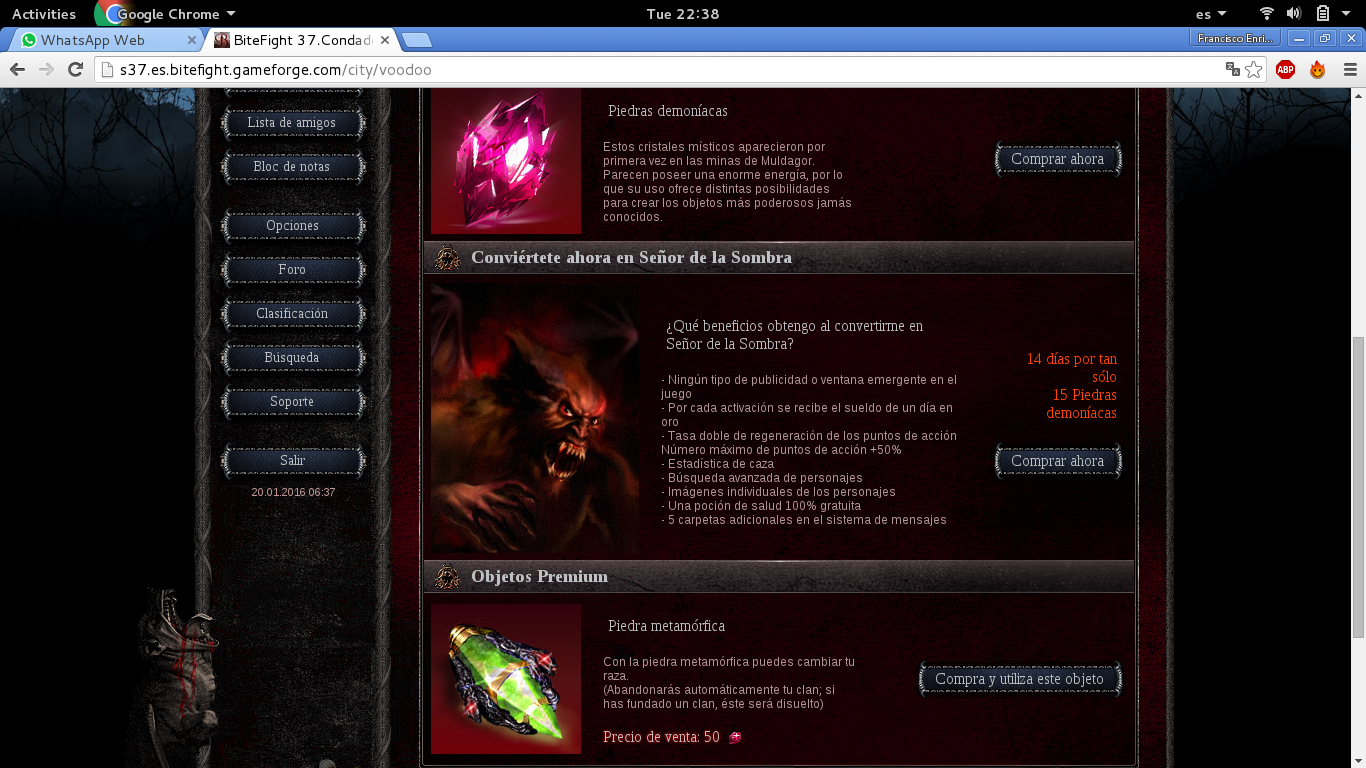 Activities
Google Chrome
Tue 22:38
es
WhatsApp Web
BiteFight 37.Condad
Francisco Enri...
s37.es.bitefight.gameforge.com/city/voodoo
ABP
Lista de amigos
Bloc de notas
Opciones
Foro
Clasificación
Búsqueda
Soporte
Salir
20.01.2016 06:37
Piedras demoníacas
Estos cristales místicos aparecieron por
primera vez en las minas de Muldagor.
Parecen poseer una enorme energía, por lo
que su uso ofrece distintas posibilidades
para crear los objetos más poderosos jamás
conocidos.
Comprar ahora
Conviértete ahora en Señor de la Sombra
¿Qué beneficios obtengo al convertirme en
Señor de la Sombra?
- Ningún tipo de publicidad o ventana emergente en el
juego
- Por cada activación se recibe el sueldo de un día en
oro
- Tasa doble de regeneración de los puntos de acción
Número máximo de puntos de acción +50%
- Estadística de caza
- Búsqueda avanzada de personajes
- Imágenes individuales de los personajes
- Una poción de salud 100% gratuita
- 5 carpetas adicionales en el sistema de mensajes
14 días por tan
sólo
15 Piedras
demoníacas
Comprar ahora
Objetos Premium
Piedra metamórfica
Con la piedra metamórfica puedes cambiar tu
raza.
(Abandonarás automáticamente tu clan; si
has fundado un clan, éste será disuelto)
Precio de venta: 50
Compra y utiliza este objeto